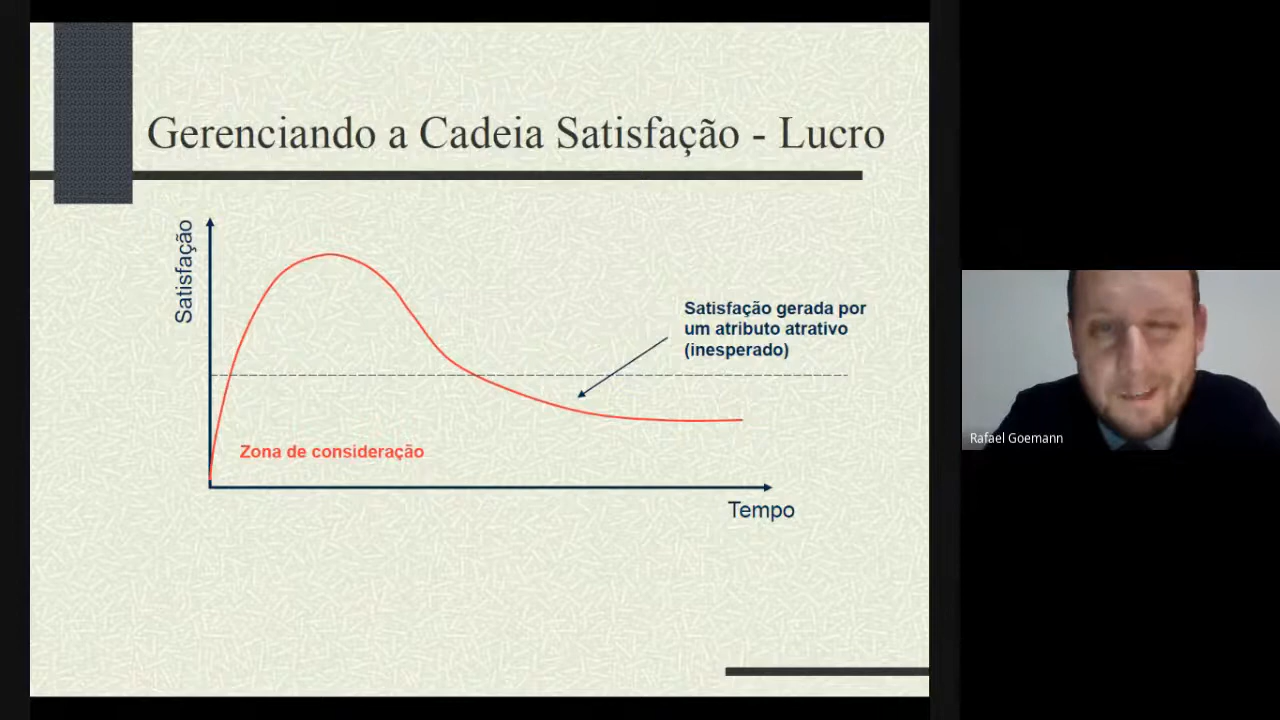 Gerenciando a Cadeia Satisfação - Lucro
Satisfação
Satisfação gerada por
um atributo atrativo
(inesperado)
Zona de consideração
Tempo
Rafael Goemann